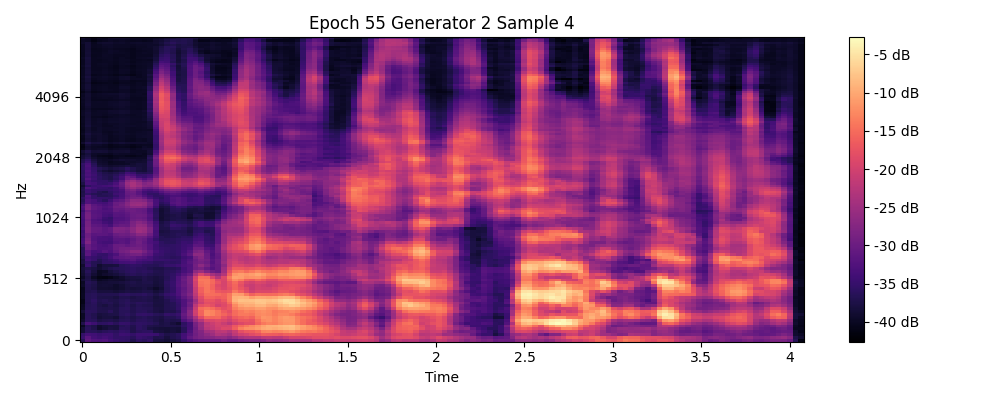 Epoch 55 Generator 2 Sample 4
Hz
4096
2048
1024
512
0
0 0.5 1 1.5 2 2.5 3 3.5 4
Time
-5 dB
-10 dB
-15 dB
-20 dB
-25 dB
-30 dB
-35 dB
-40 dB